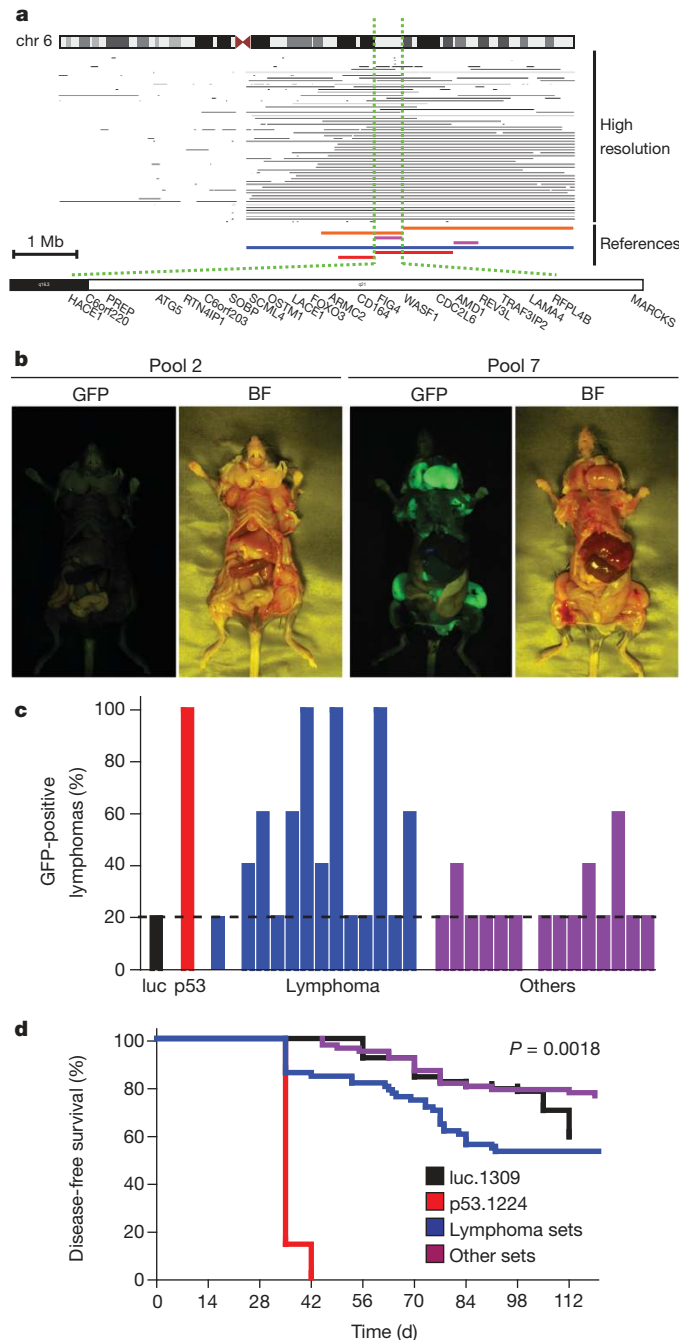 a
chr 6
High
resolution
1 Mb
References
q16.3
q21
HACE1
C6orf220
PREP
ATG5
RTN4IP1
C6orf203
SOBP
SCML4
OSTM1
LACE1
FOXO3
ARMC2
CD164
FIG4
WASF1
CDC2L6
AMD1
REV3L
TRAF3IP2
LAMA4
RFPL4B
MARCKS
b
Pool 2
Pool 7
GFP
BF
GFP
BF
c
GFP-positive
lymphomas (%)
100
80
60
40
20
0
luc p53
Lymphoma
Others
d
Disease-free survival (%)
100
80
60
40
20
0
P = 0.0018
luc.1309
p53.1224
Lymphoma sets
Other sets
0 14 28 42 56 70 84 98 112
Time (d)